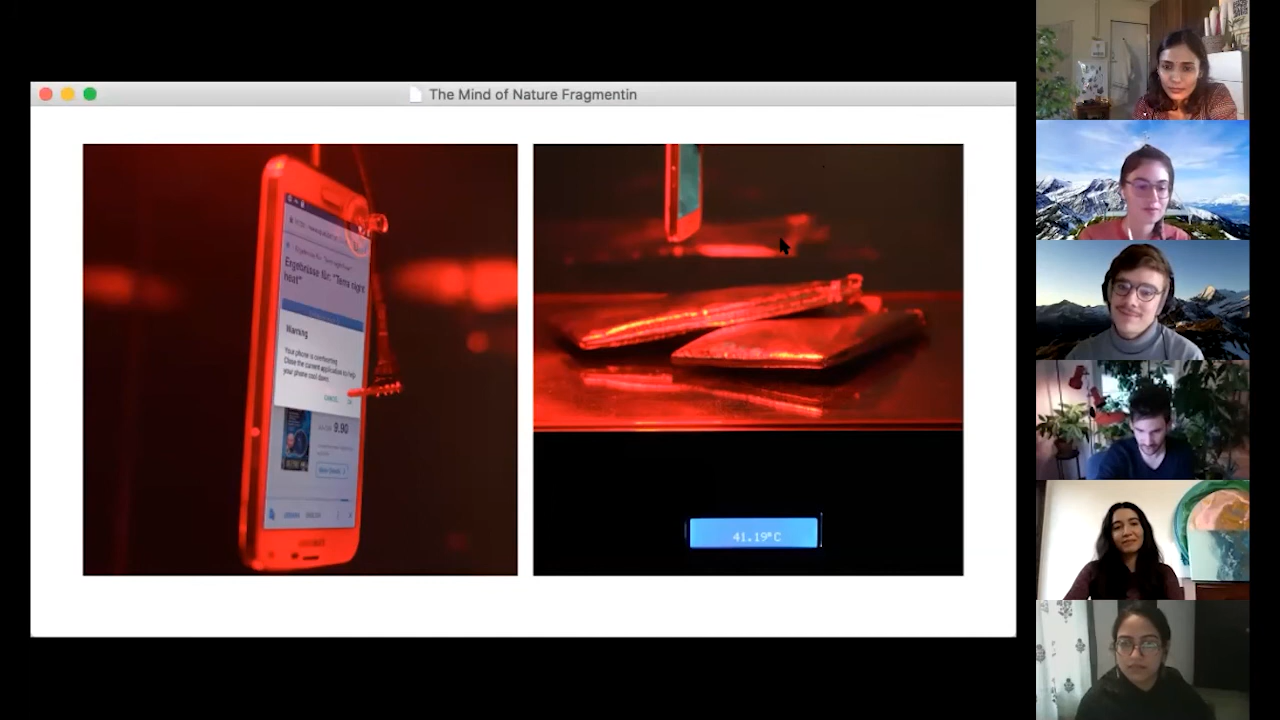 The Mind of Nature Fragmentin
Ergebnisse für: "Terra night
heat"
Warning
Your phone is overheating
Close the current application to help
your phone cool down.
CANCEL
9.90
41.19°C